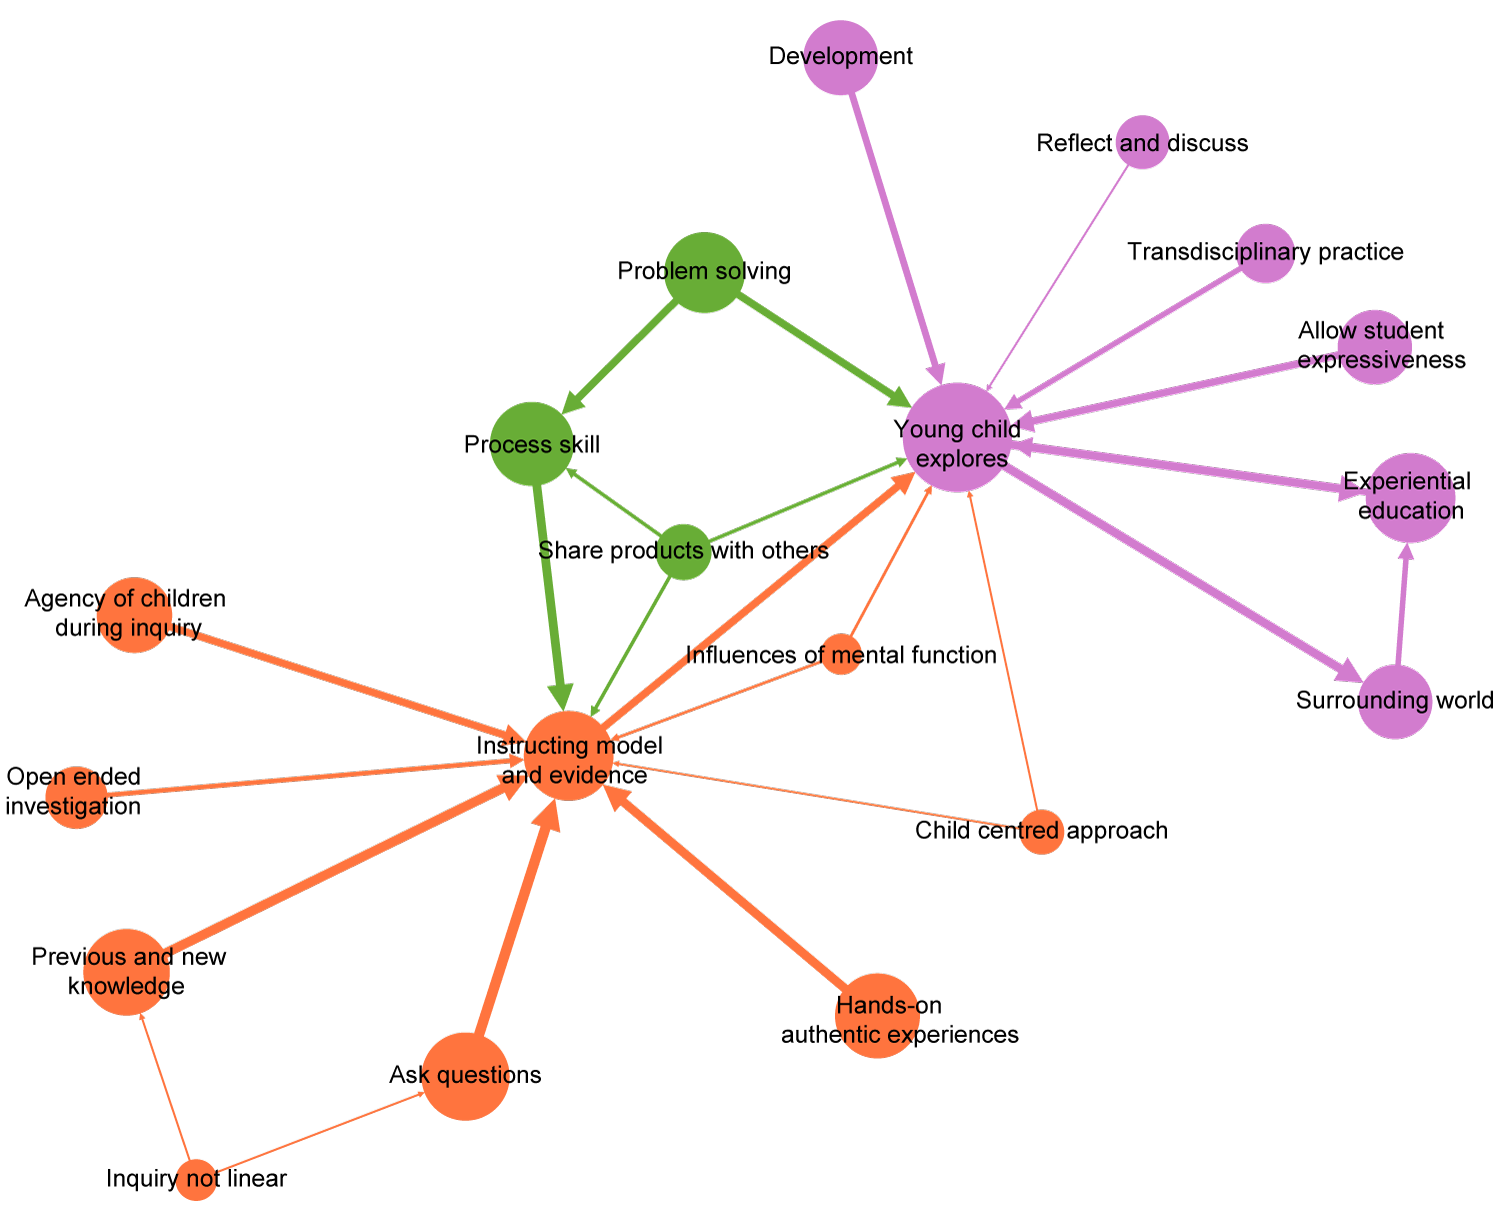 Development
Reflect and discuss
Transdisciplinary practice
Problem solving
Allow student
expressiveness
Young child
explores
Process skill
Experiential
education
Share products with others
Agency of children
during inquiry
Influences of mental function
Surrounding world
Instructing model
and evidence
Open ended
investigation
Child centred approach
Previous and new
knowledge
Hands-on
authentic experiences
Ask questions
Inquiry not linear